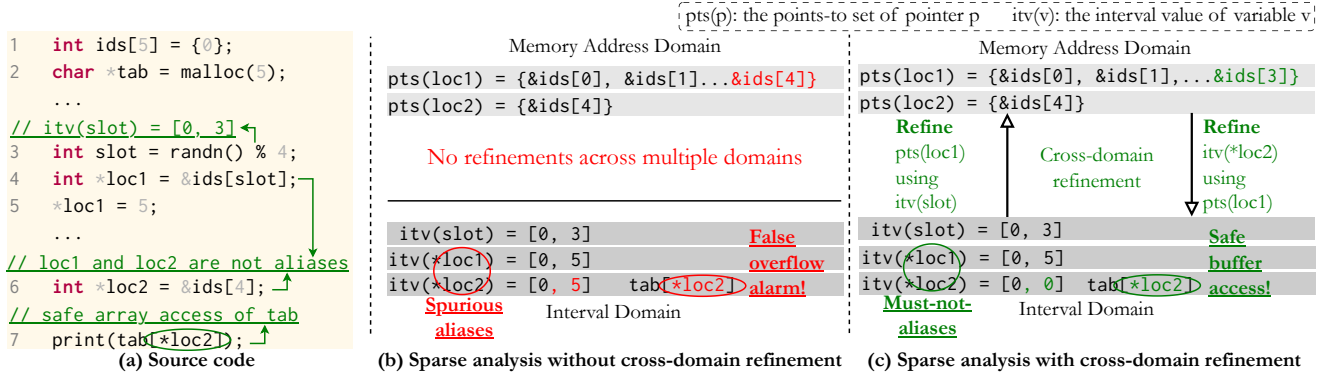 pts(p): the points-to set of pointer p    itv(v): the interval value of variable v
1 int ids[5] = {0};
2 char *tab = malloc(5);
...
// itv(slot) = [0, 3]
3 int slot = randn() % 4;
4 int *loc1 = &ids[slot];
5 *loc1 = 5;
...
// loc1 and loc2 are not aliases
6 int *loc2 = &ids[4];
// safe array access of tab
7 print(tab[*loc2]);
(a) Source code
Memory Address Domain
pts(loc1) = {&ids[0], &ids[1]...&ids[4]}
pts(loc2) = {&ids[4]}
No refinements across multiple domains
itv(slot) = [0, 3]
itv(*loc1) = [0, 5]
itv(*loc2) = [0, 5]    tab[*loc2]
False
overflow
alarm!
Spurious
aliases
Interval Domain
(b) Sparse analysis without cross-domain refinement
Memory Address Domain
pts(loc1) = {&ids[0], &ids[1],...&ids[3]}
pts(loc2) = {&ids[4]}
Refine
pts(loc1)
using
itv(slot)
Cross-domain
refinement
Refine
itv(*loc2)
using
pts(loc1)
itv(slot) = [0, 3]
itv(*loc1) = [0, 5]
itv(*loc2) = [0, 0]    tab[*loc2]
Safe
buffer
access!
Must-not-
aliases
Interval Domain
(c) Sparse analysis with cross-domain refinement